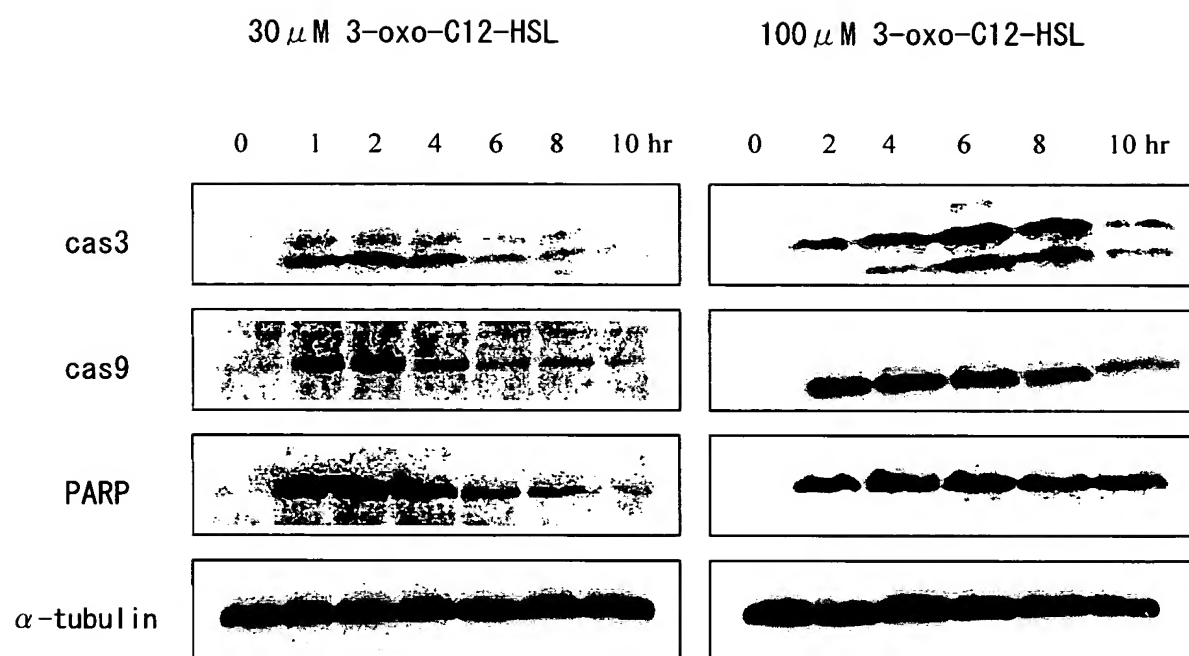 30 μM 3-oxo-C12-HSL 100 μM 3-oxo-C12-HSL
0 1 2 4 6 8 10 hr 0 2 4 6 8 10 hr
cas3
cas9
PARP
α-tubulin